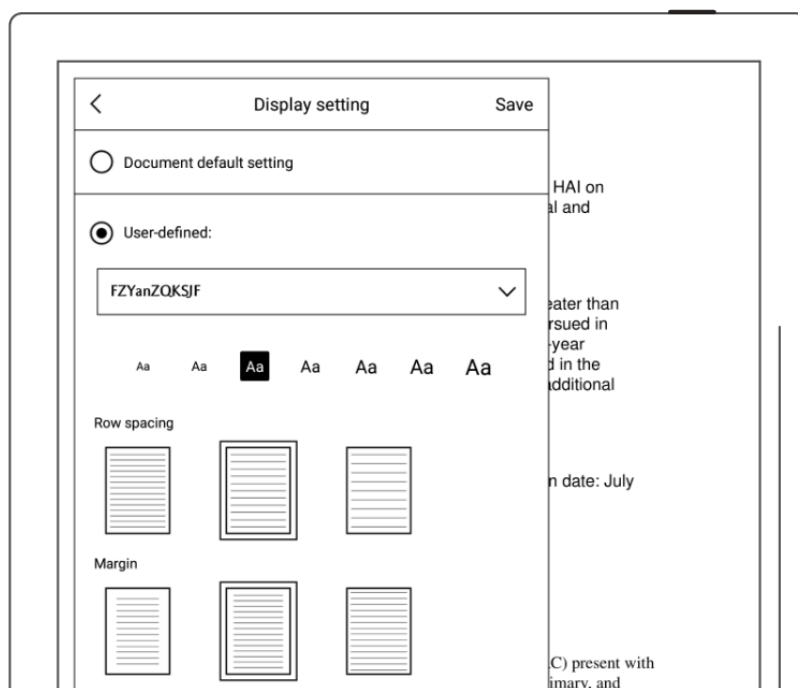 Display setting
Save
Document default setting
User-defined:
FZYanZQKSJF
Aa Aa Aa Aa Aa Aa Aa
Row spacing
Margin
HAI on
al and
eater than
rsued in
-year
d in the
additional
n date: July
C) present with
imary, and